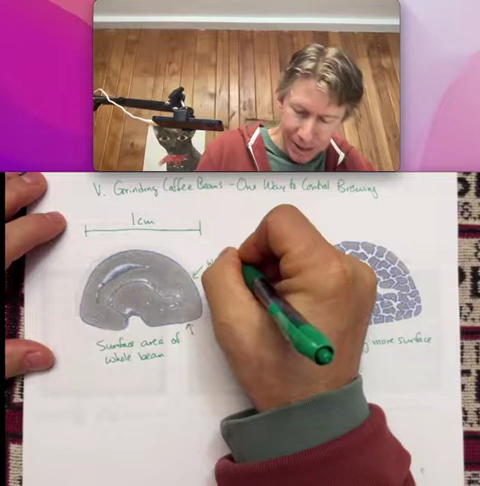 V. Grinding Coffee Beans - One Way to Control Brewing
1cm
Surface area of
whole bean
more surface